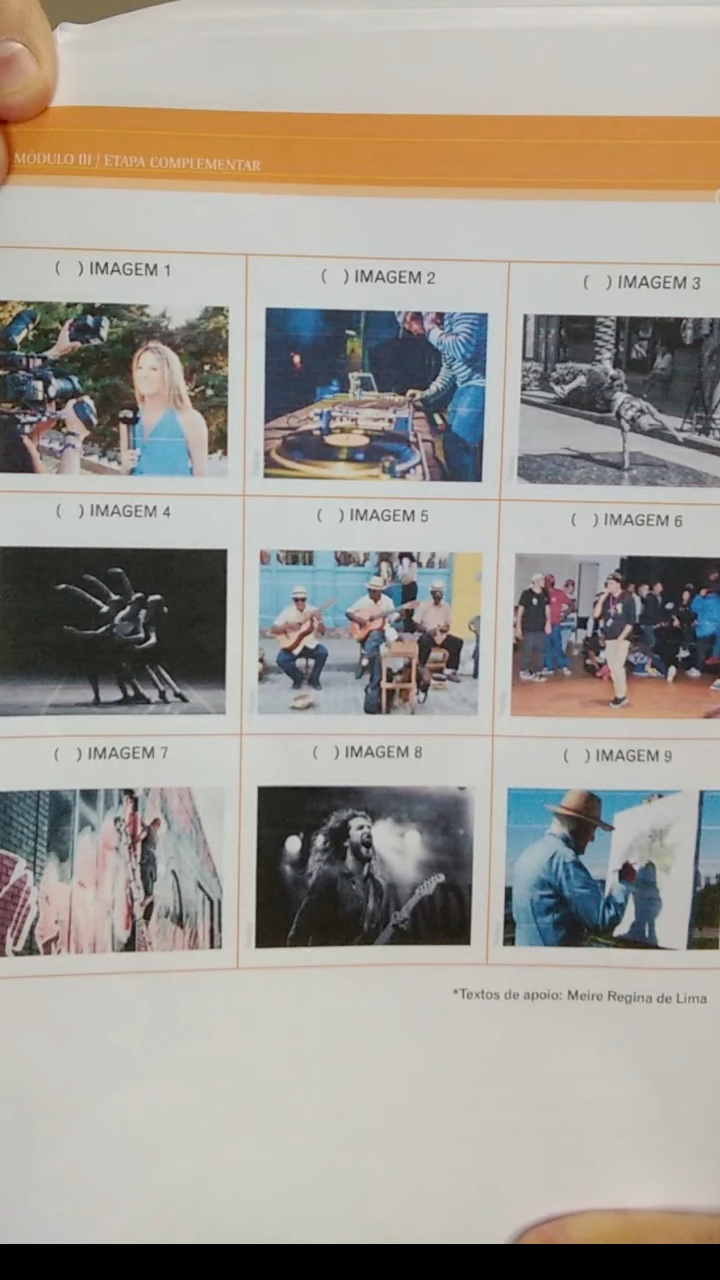 MÓDULO III / ETAPA COMPLEMENTAR
( ) IMAGEM 1
( ) IMAGEM 2
( ) IMAGEM 3
( ) IMAGEM 4
( ) IMAGEM 5
( ) IMAGEM 6
( ) IMAGEM 7
( ) IMAGEM 8
( ) IMAGEM 9
*Textos de apoio: Meire Regina de Lima